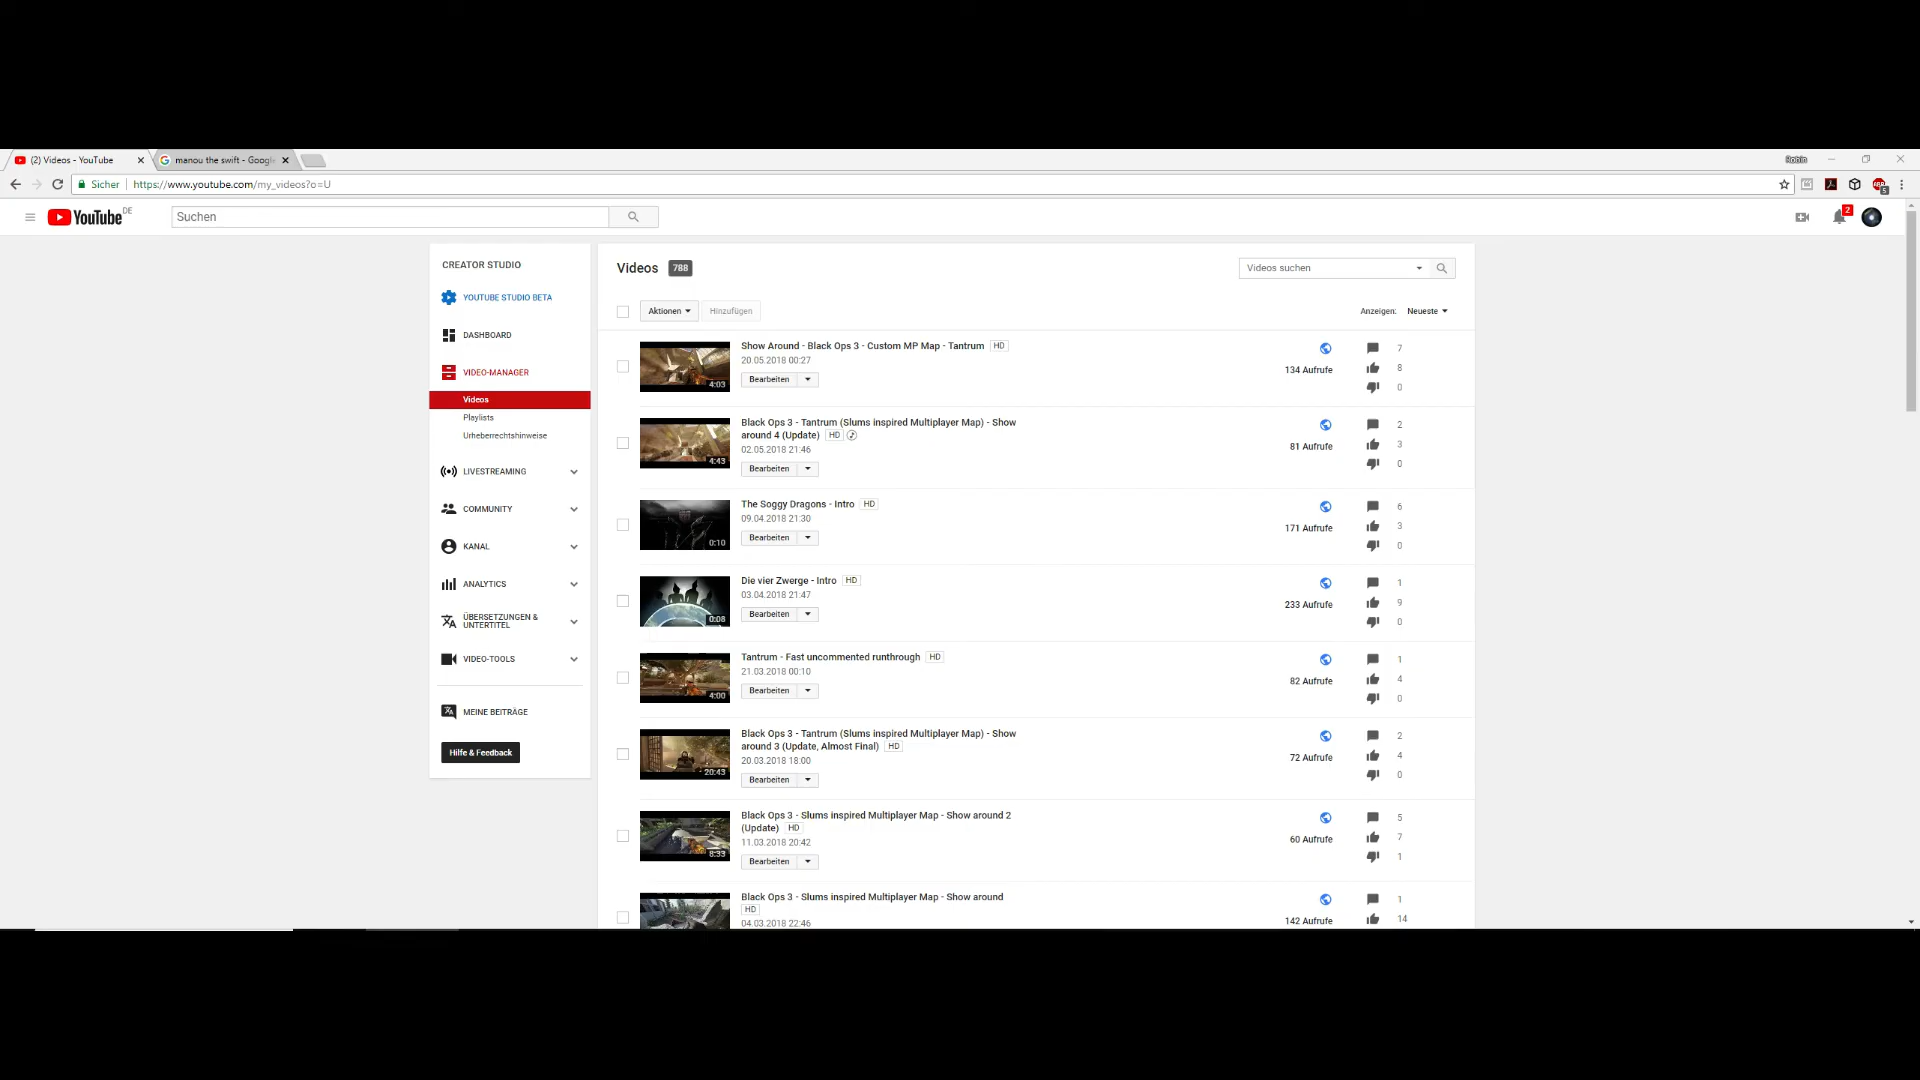 (2) Videos - YouTube
manou the swift - Google
Robin
Sicher
https://www.youtube.com/my_videos?o=U
YouTube DE
Suchen
2
CREATOR STUDIO
YOUTUBE STUDIO BETA
DASHBOARD
VIDEO-MANAGER
Videos
Playlists
Urheberrechtshinweise
LIVESTREAMING
COMMUNITY
KANAL
ANALYTICS
ÜBERSETZUNGEN &
UNTERTITEL
VIDEO-TOOLS
MEINE BEITRÄGE
Hilfe & Feedback
Videos 788
Videos suchen
Aktionen Hinzufügen
Anzeigen: Neueste
4:03
Show Around - Black Ops 3 - Custom MP Map - Tantrum HD
20.05.2018 00:27
Bearbeiten
134 Aufrufe
7
8
0
4:43
Black Ops 3 - Tantrum (Slums inspired Multiplayer Map) - Show
around 4 (Update) HD
02.05.2018 21:46
Bearbeiten
81 Aufrufe
2
3
0
0:10
The Soggy Dragons - Intro HD
09.04.2018 21:30
Bearbeiten
171 Aufrufe
6
3
0
0:08
Die vier Zwerge - Intro HD
03.04.2018 21:47
Bearbeiten
233 Aufrufe
1
9
0
4:00
Tantrum - Fast uncommented runthrough HD
21.03.2018 00:10
Bearbeiten
82 Aufrufe
1
4
0
20:43
Black Ops 3 - Tantrum (Slums inspired Multiplayer Map) - Show
around 3 (Update, Almost Final) HD
20.03.2018 18:00
Bearbeiten
72 Aufrufe
2
4
0
8:33
Black Ops 3 - Slums inspired Multiplayer Map - Show around 2
(Update) HD
11.03.2018 20:42
Bearbeiten
60 Aufrufe
5
7
1
Black Ops 3 - Slums inspired Multiplayer Map - Show around
HD
04.03.2018 22:46
142 Aufrufe
1
14